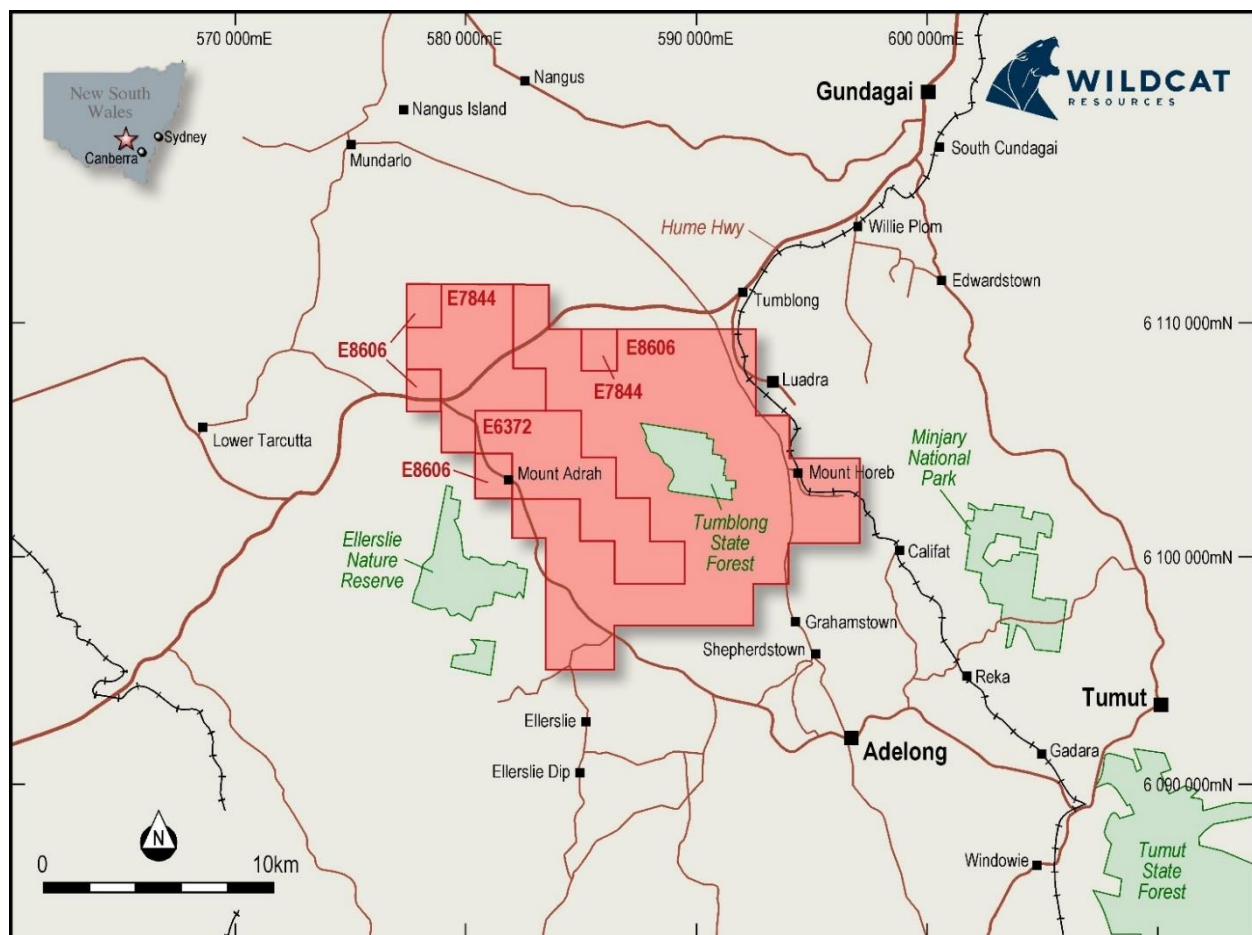 570 000mE
580 000mE
590 000mE
600 000mE
New South
Wales
Sydney
Canberra
Nangus
Nangus Island
Mundarlo
Gundagai
WILDCAT
RESOURCES
South Cundagai
Hume Hwy
Willie Plom
Edwardstown
Tumblong
6 110 000mN
E7844
E8606
E8606
E7844
Luadra
E6372
Lower Tarcutta
E8606
Mount Adrah
Mount Horeb
Minjary
National
Park
Tumblong
State
Forest
Ellerslie
Nature
Reserve
Califat
6 100 000mN
Grahamstown
Shepherdstown
Reka
Tumut
Ellerslie
Adelong
Gadara
Ellerslie Dip
6 090 000mN
N
0
10km
Windowie
Tumut
State
Forest